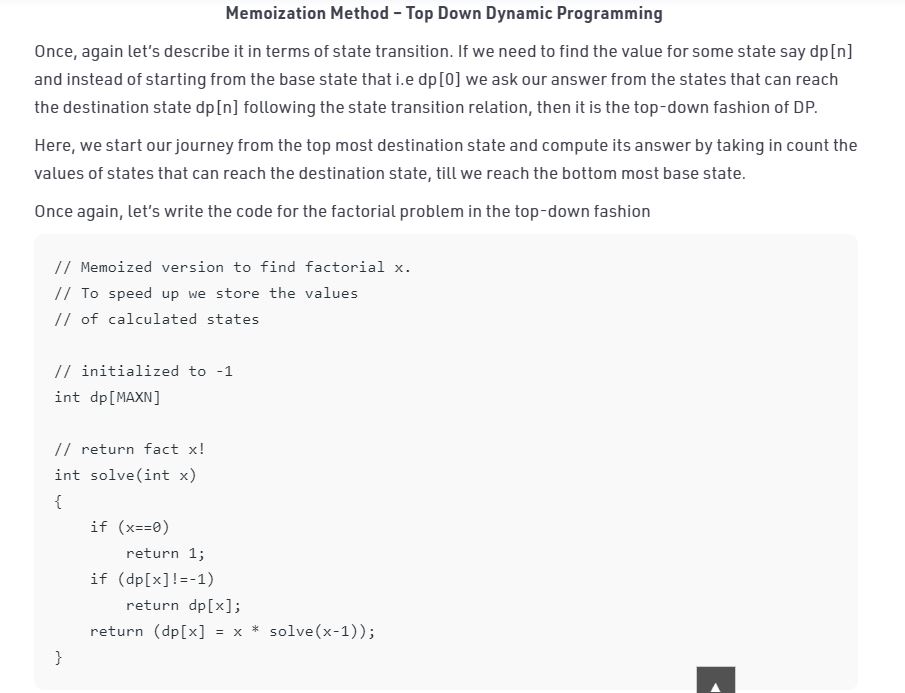 Memoization Method – Top Down Dynamic Programming
Once, again let's describe it in terms of state transition. If we need to find the value for some state say dp[n]
and instead of starting from the base state that i.e dp[0] we ask our answer from the states that can reach
the destination state dp[n] following the state transition relation, then it is the top-down fashion of DP.
Here, we start our journey from the top most destination state and compute its answer by taking in count the
values of states that can reach the destination state, till we reach the bottom most base state.
Once again, let's write the code for the factorial problem in the top-down fashion
// Memoized version to find factorial x.
// To speed up we store the values
// of calculated states
// initialized to -1
int dp[MAXN]
// return fact x!
int solve(int x)
{
    if (x==0)
        return 1;
    if (dp[x]!=-1)
        return dp[x];
    return (dp[x] = x * solve(x-1));
}